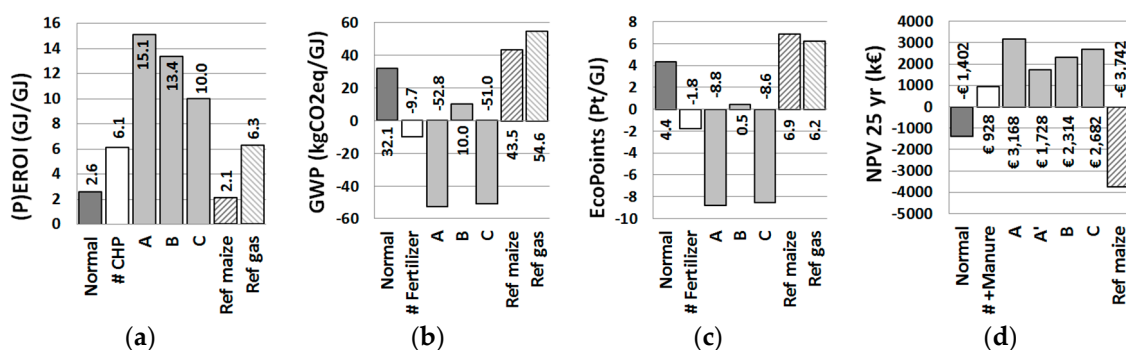 (P)EROI (GJ/GJ)
16
14
12
10
8
6
4
2
0
2.6
6.1
15.1
13.4
10.0
2.1
6.3
Normal
# CHP
A
B
C
Ref maize
Ref gas
(a)
GWP (kgCO2eq/GJ)
60
40
20
0
-20
-40
-60
32.1
-9.7
-52.8
10.0
-51.0
43.5
54.6
Normal
# Fertilizer
A
B
C
Ref maize
Ref gas
(b)
EcoPoints (Pt/GJ)
8
6
4
2
0
-2
-4
-6
-8
-10
4.4
-1.8
-8.8
0.5
-8.6
6.9
6.2
Normal
# Fertilizer
A
B
C
Ref maize
Ref gas
(c)
NPV 25 yr (k€)
4000
3000
2000
1000
0
-1000
-2000
-3000
-4000
-5000
-€ 1,402
€ 928
€ 3,168
€ 1,728
€ 2,314
€ 2,682
-€ 3.742
Normal
# +Manure
A
A'
B
C
Ref maize
(d)